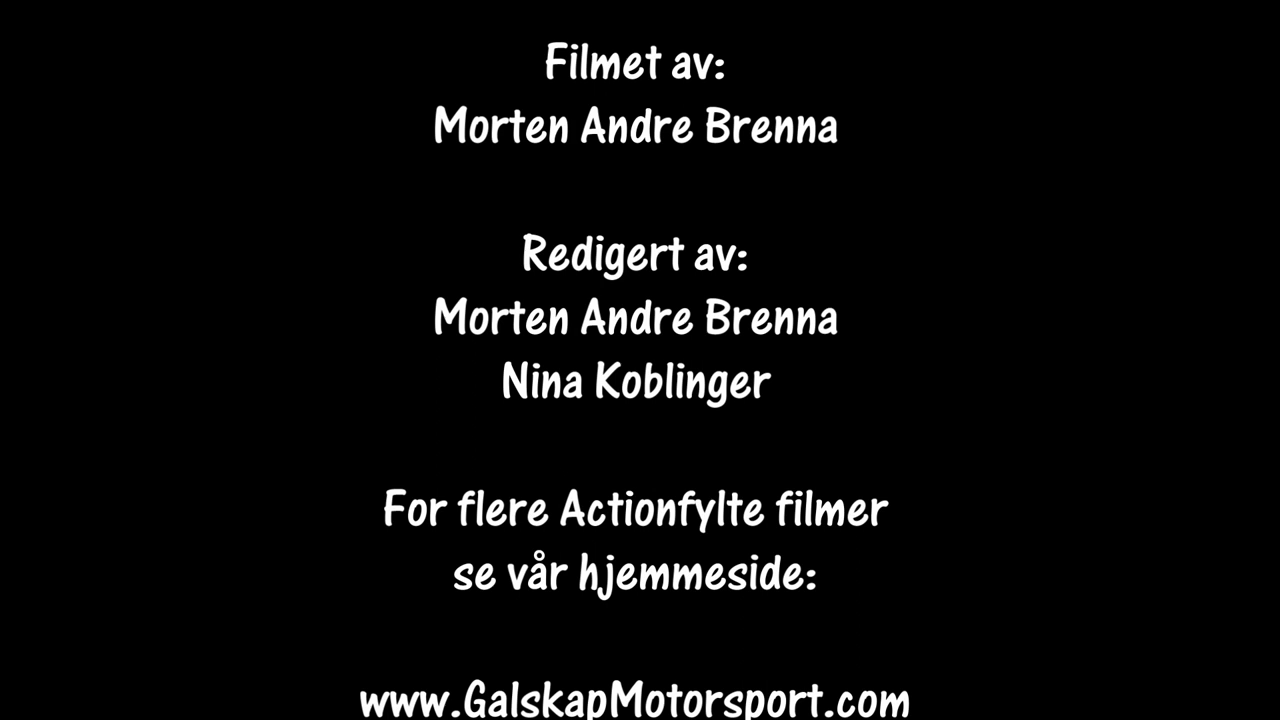 Filmet av:
Morten Andre Brenna
Redigert av:
Morten Andre Brenna
Nina Koblinger
For flere Actionfylte filmer
se vår hjemmeside:
www.GalskapMotorsport.com